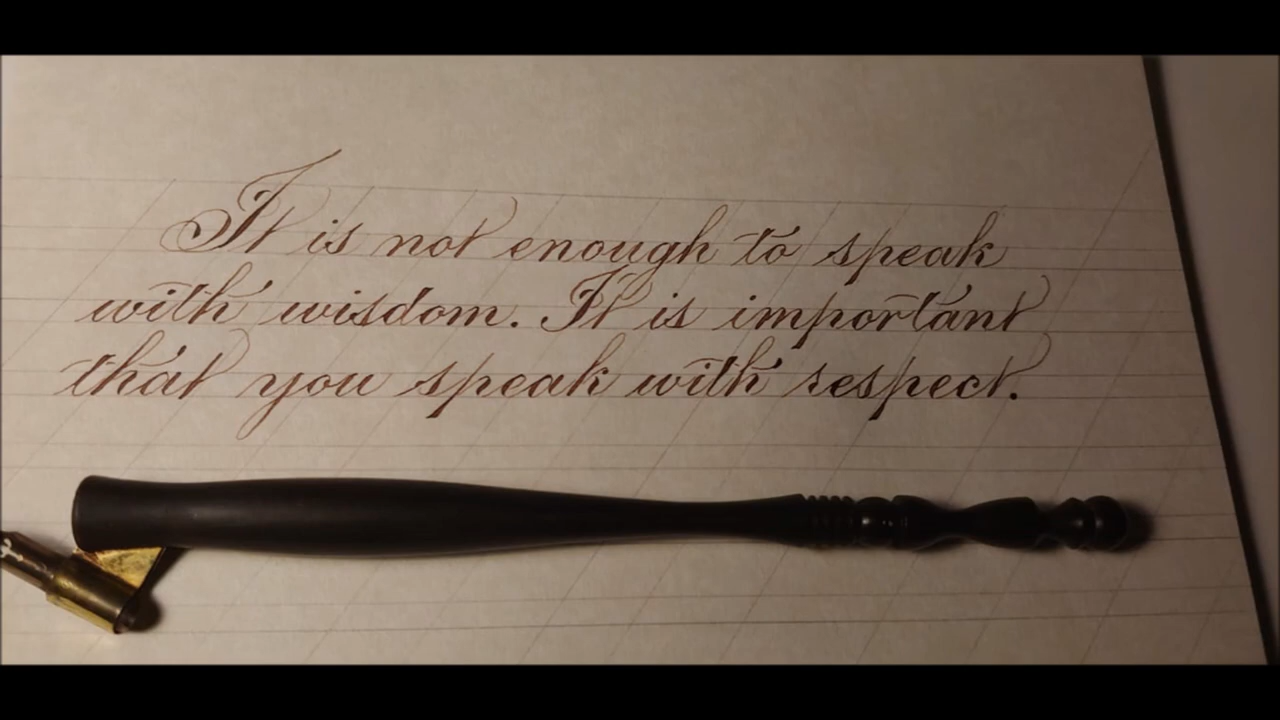 It is not enough to speak
with wisdom. It is important
that you speak with respect.